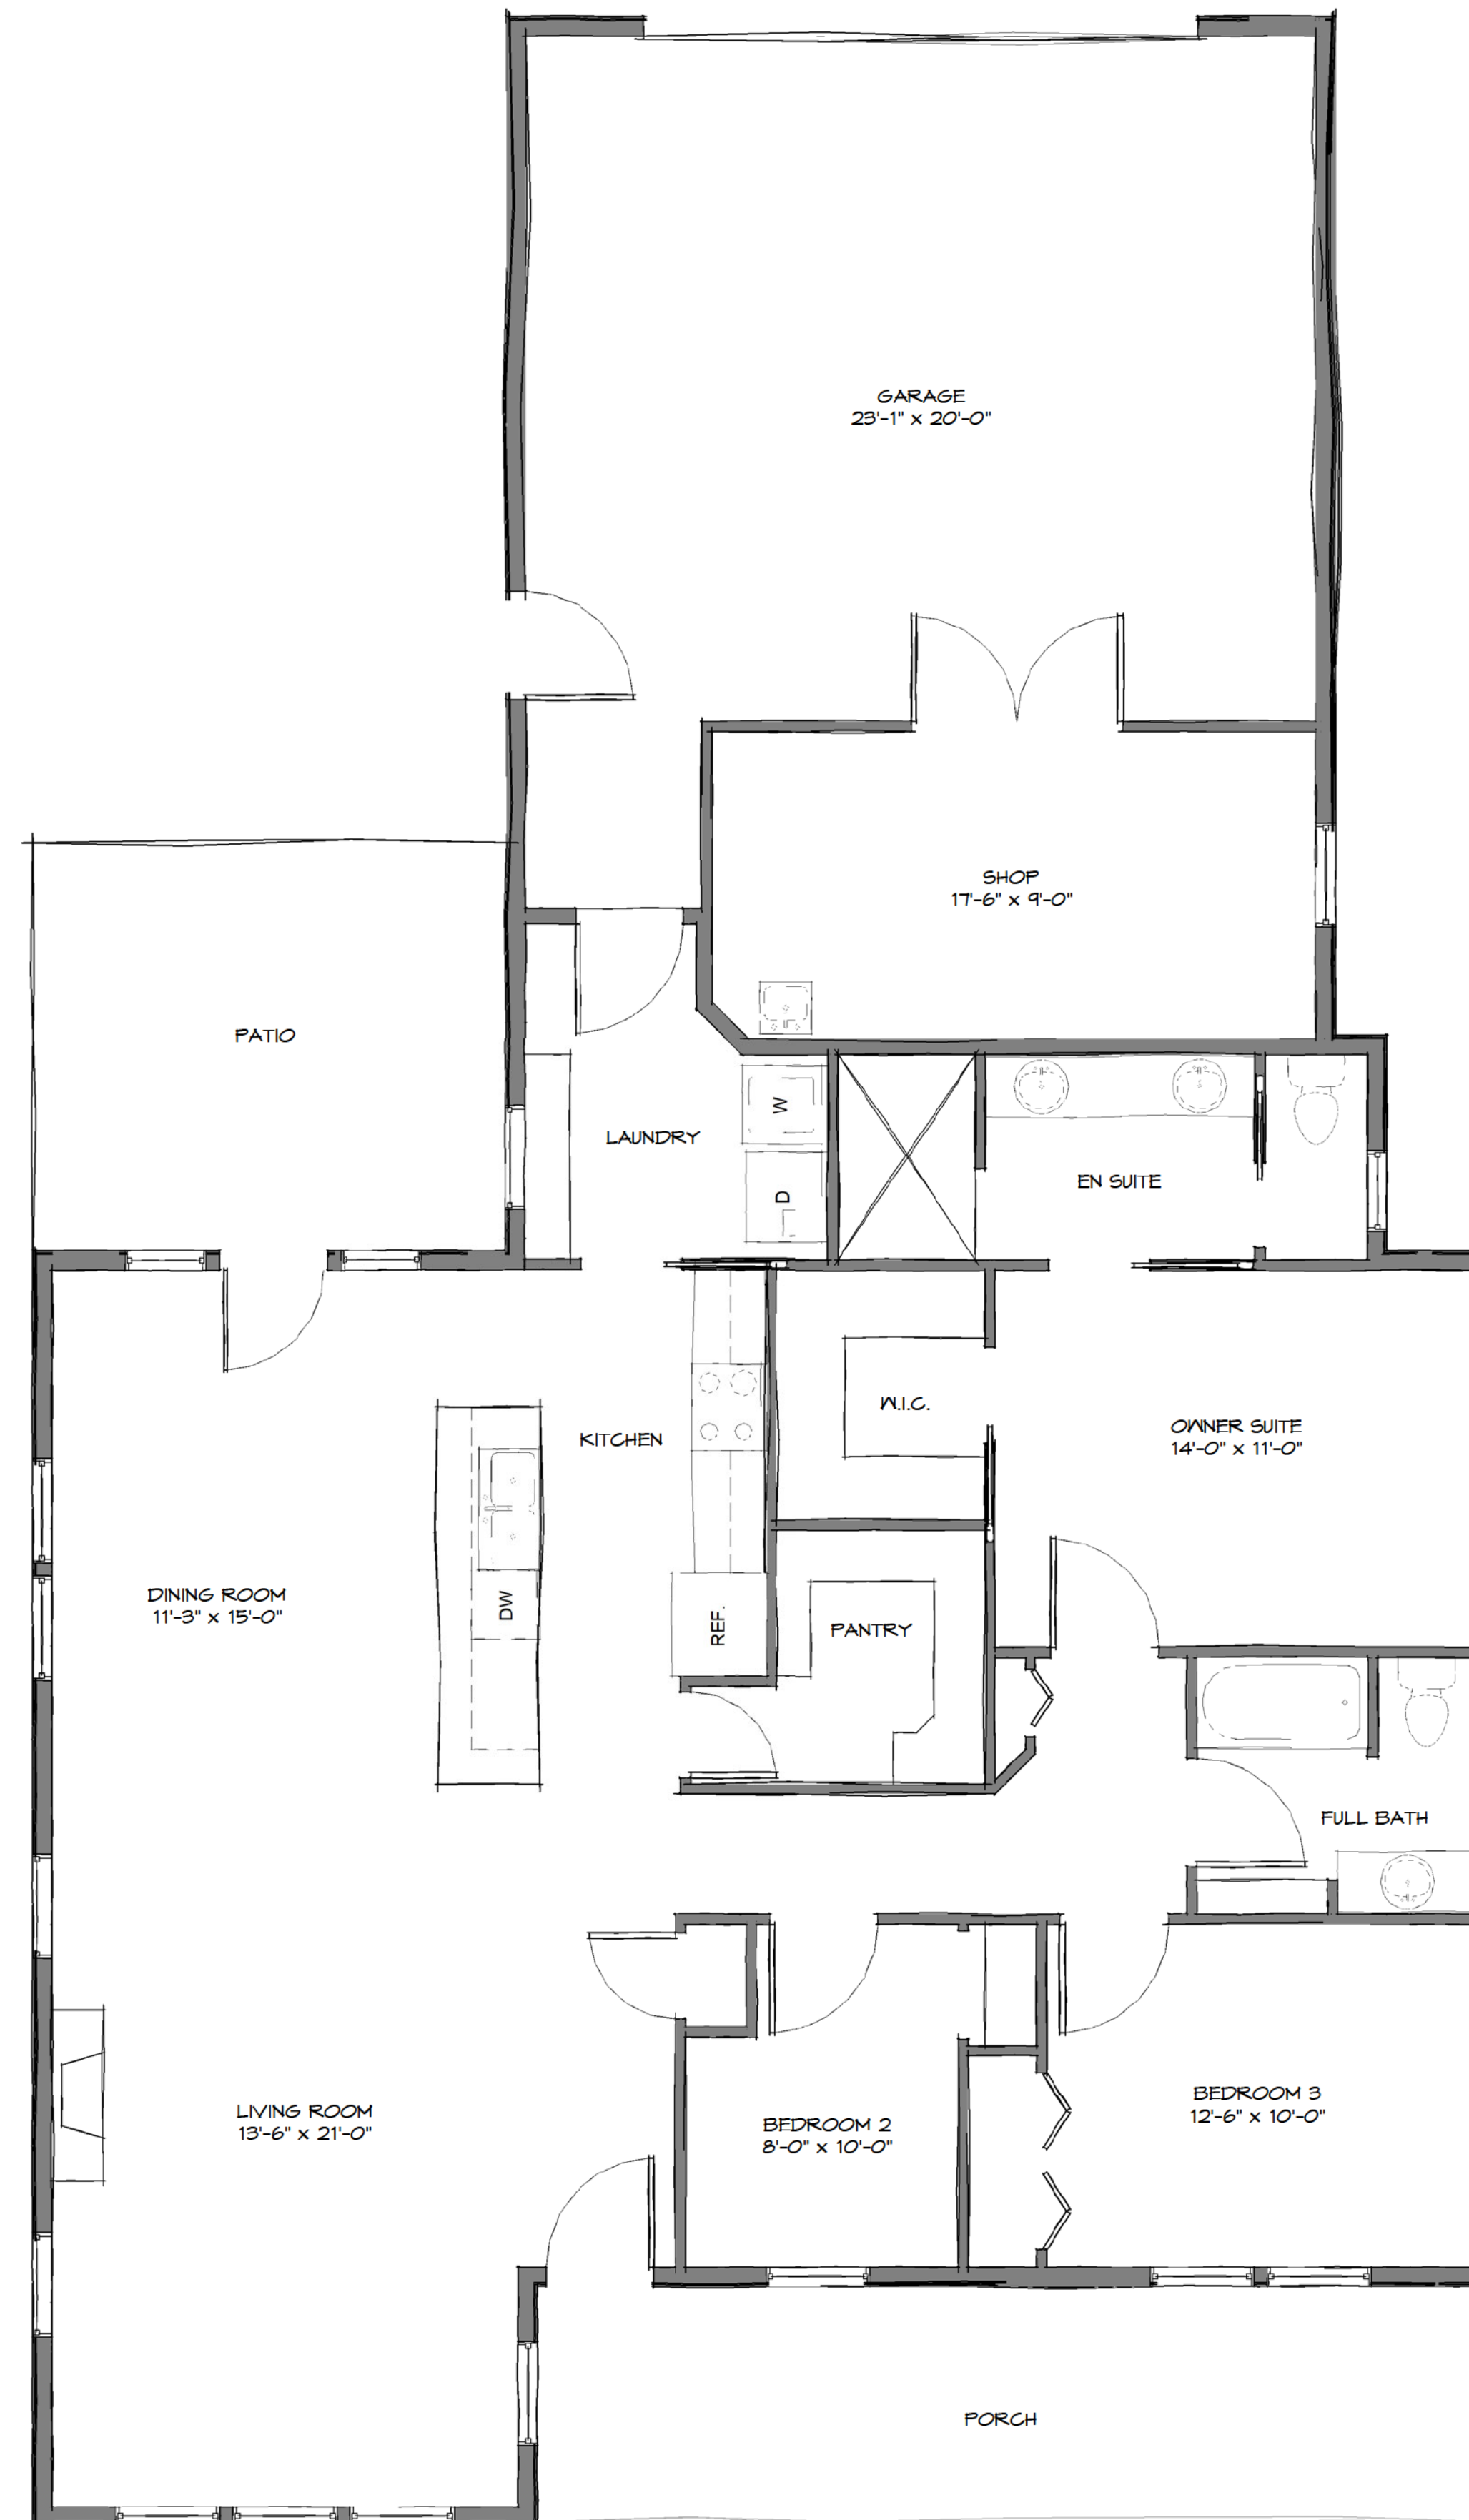 GARAGE
23'-1" x 20'-0"
SHOP
17'-6" x 9'-0"
PATIO
W
LAUNDRY
EN SUITE
D
W.I.C.
OWNER SUITE
14'-0" x 11'-0"
KITCHEN
DINING ROOM
11'-3" x 15'-0"
DW
REF.
PANTRY
FULL BATH
BEDROOM 3
12'-6" x 10'-0"
LIVING ROOM
13'-6" x 21'-0"
BEDROOM 2
8'-0" x 10'-0"
PORCH